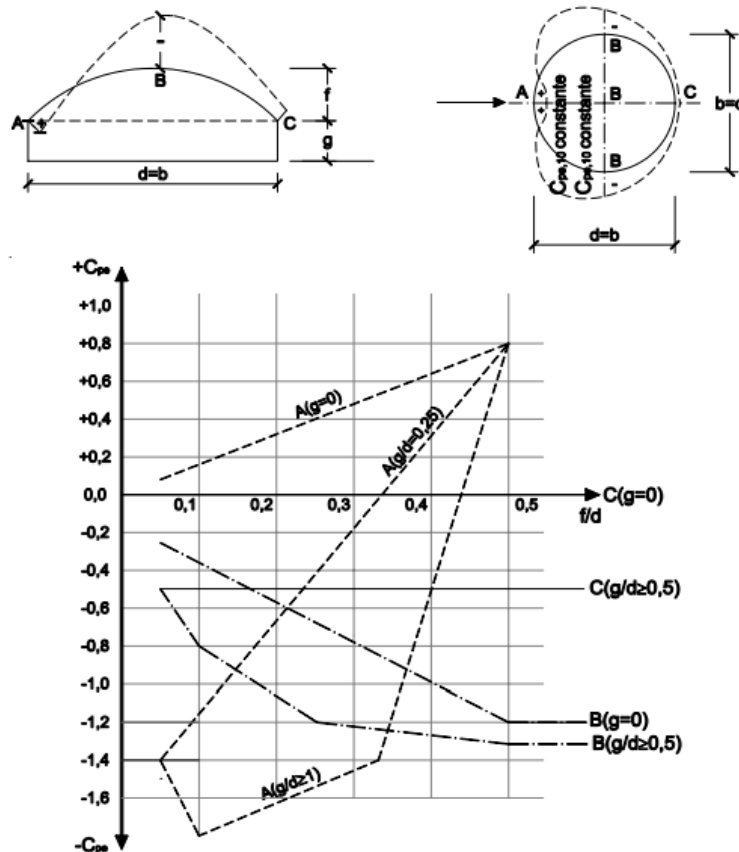 B
A
+
-
C
f
g
d=b
-
B
A
+
+
B
C
Cpe,10 constante
Cpe,10 constante
B
-
d=b
+Cpe
+1,0
+0,8
+0,6
+0,4
+0,2
0,0
-0,2
-0,4
-0,6
-0,8
-1,0
-1,2
-1,4
-1,6
-Cpe
0,1 0,2 0,3 0,4 0,5
f/d
A(g=0)
A(g/d=0,25)
A(g/d≥1)
C(g=0)
C(g/d≥0,5)
B(g=0)
B(g/d≥0,5)